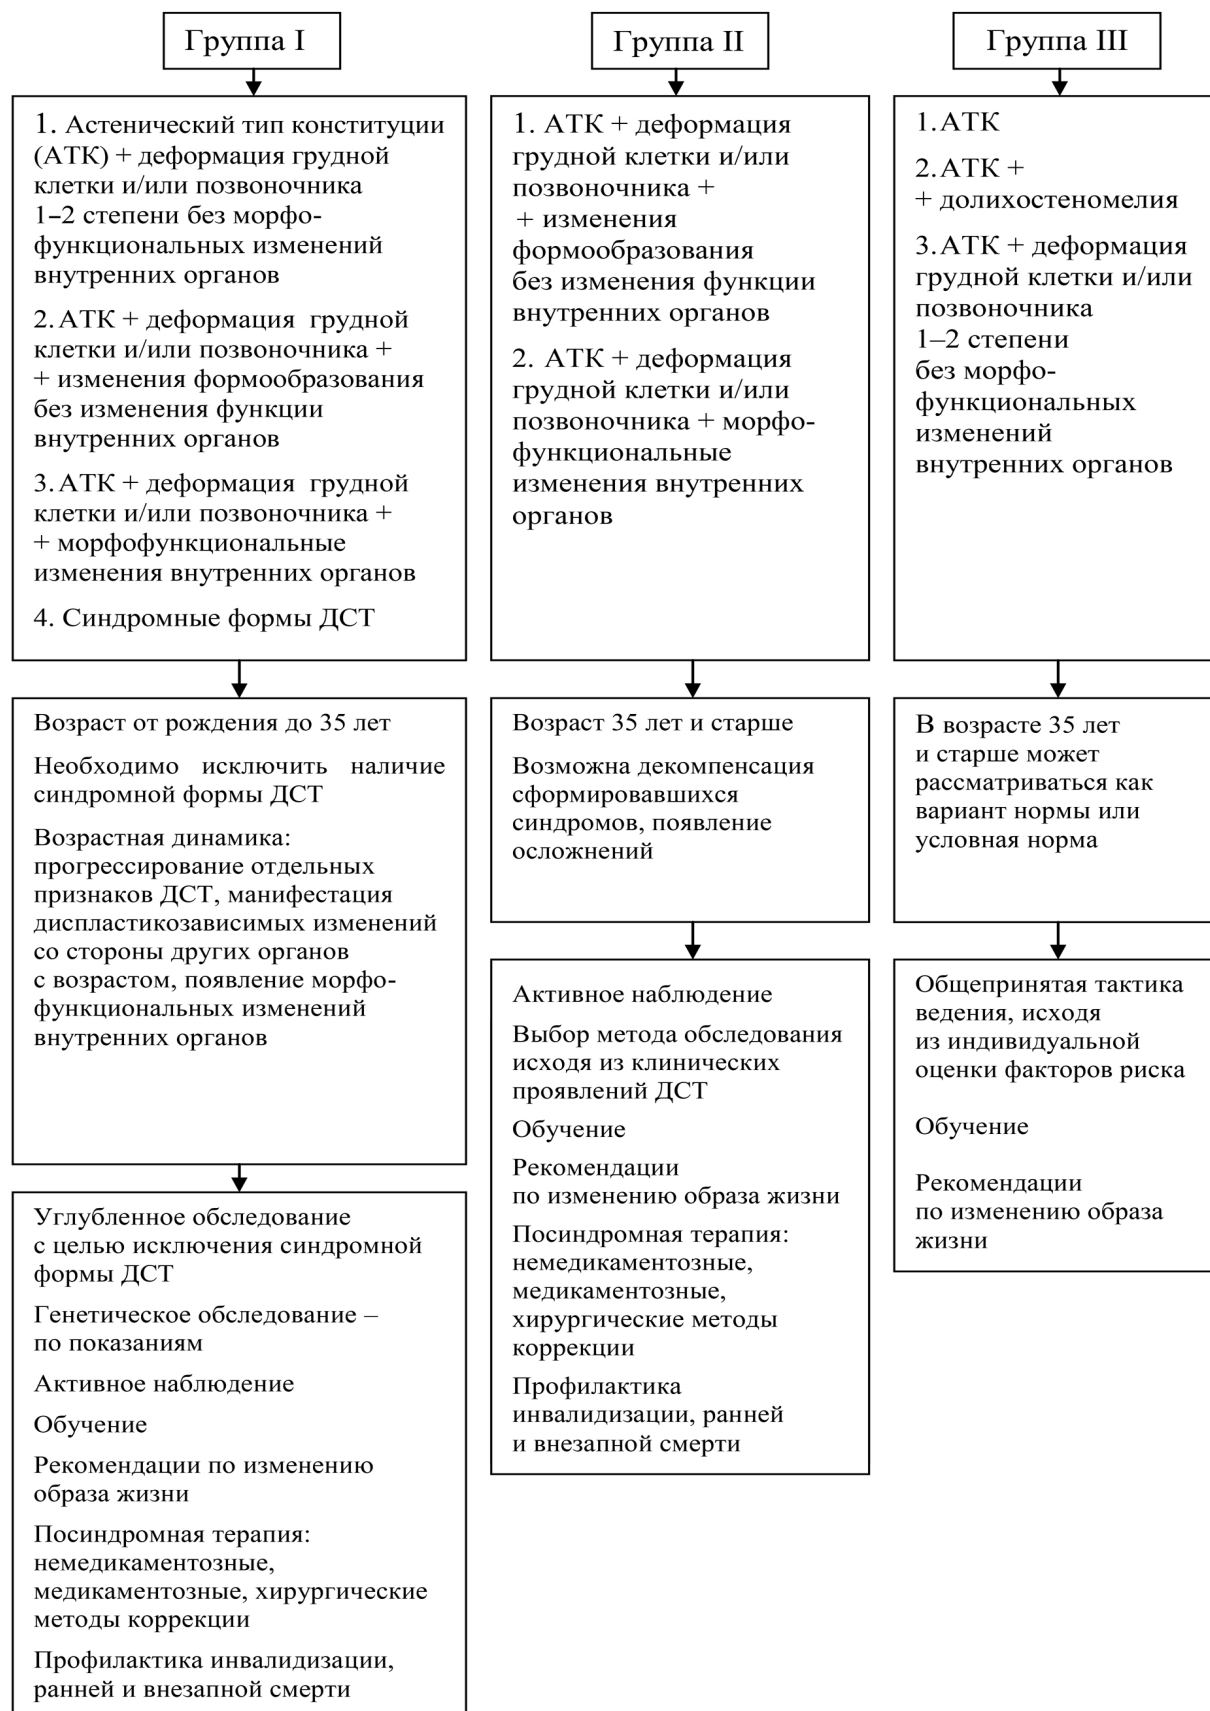 Группа I
1. Астенический тип конституции
(АТК) + деформация грудной
клетки и/или позвоночника
1–2 степени без морфо-
функциональных изменений
внутренних органов
2. АТК + деформация грудной
клетки и/или позвоночника +
+ изменения формообразования
без изменения функции
внутренних органов
3. АТК + деформация грудной
клетки и/или позвоночника +
+ морфофункциональные
изменения внутренних органов
4. Синдромные формы ДСТ
Возраст от рождения до 35 лет
Необходимо исключить наличие
синдромной формы ДСТ
Возрастная динамика:
прогрессирование отдельных
признаков ДСТ, манифестация
диспластикозависимых изменений
со стороны других органов
с возрастом, появление морфо-
функциональных изменений
внутренних органов
Углубленное обследование
с целью исключения синдромной
формы ДСТ
Генетическое обследование –
по показаниям
Активное наблюдение
Обучение
Рекомендации по изменению
образа жизни
Посиндромная терапия:
немедикаментозные,
медикаментозные, хирургические
методы коррекции
Профилактика инвалидизации,
ранней и внезапной смерти
Группа II
1. АТК + деформация
грудной клетки и/или
позвоночника +
+ изменения
формообразования
без изменения функции
внутренних органов
2. АТК + деформация
грудной клетки и/или
позвоночника + морфо-
функциональные
изменения внутренних
органов
Возраст 35 лет и старше
Возможна декомпенсация
сформировавшихся
синдромов, появление
осложнений
Активное наблюдение
Выбор метода обследования
исходя из клинических
проявлений ДСТ
Обучение
Рекомендации
по изменению образа жизни
Посиндромная терапия:
немедикаментозные,
медикаментозные,
хирургические методы
коррекции
Профилактика
инвалидизации, ранней
и внезапной смерти
Группа III
1. АТК
2. АТК +
+ долихостеномелия
3. АТК + деформация
грудной клетки и/или
позвоночника
1–2 степени
без морфо-
функциональных
изменений
внутренних органов
В возрасте 35 лет
и старше может
рассматриваться как
вариант нормы или
условная норма
Общепринятая тактика
ведения, исходя
из индивидуальной
оценки факторов риска
Обучение
Рекомендации
по изменению образа
жизни